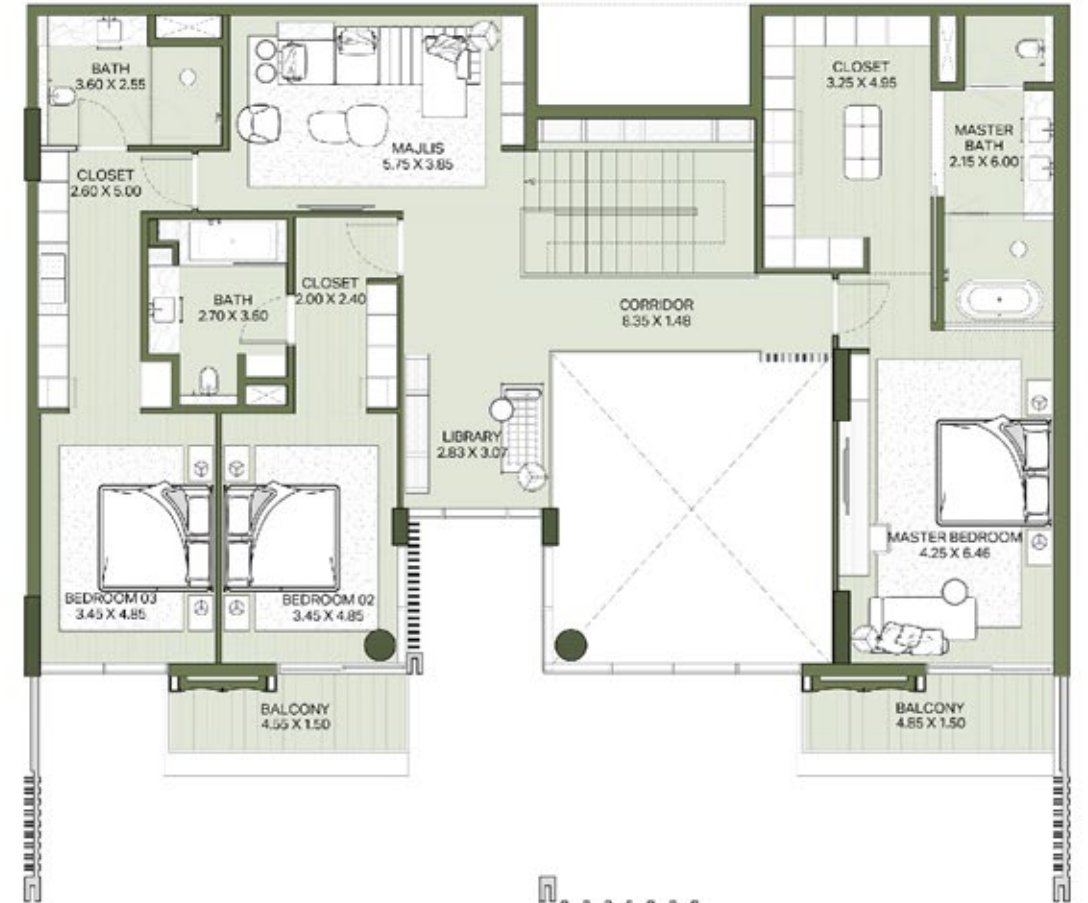 BATH
3.60 X 2.55
CLOSET
3.25 X 4.95
MASTER
BATH
2.15 X 6.00
MAJLIS
5.75 X 3.85
CLOSET
2.60 X 5.00
CLOSET
2.00 X 2.40
BATH
2.70 X 3.60
CORRIDOR
8.35 X 1.48
LIBRARY
2.83 X 3.07
MASTER BEDROOM
4.25 X 6.46
BEDROOM 03
3.45 X 4.85
BEDROOM 02
3.45 X 4.85
BALCONY
4.55 X 1.50
BALCONY
4.85 X 1.50